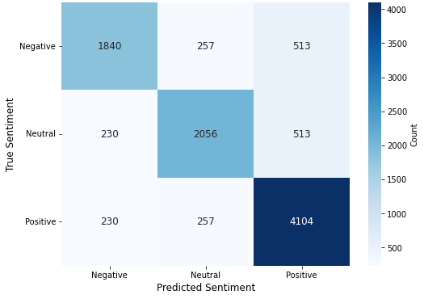 Negative
1840
257
513
Neutral
230
2056
513
Positive
230
257
4104
Negative
Neutral
Positive
Predicted Sentiment
True Sentiment
4000
3500
3000
2500
2000
1500
1000
500
Count